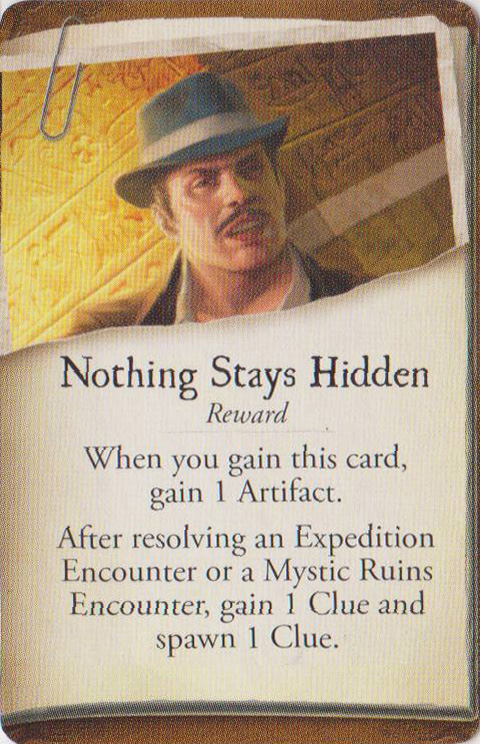 Nothing Stays Hidden
Reward
When you gain this card,
gain 1 Artifact.
After resolving an Expedition
Encounter or a Mystic Ruins
Encounter, gain 1 Clue and
spawn 1 Clue.